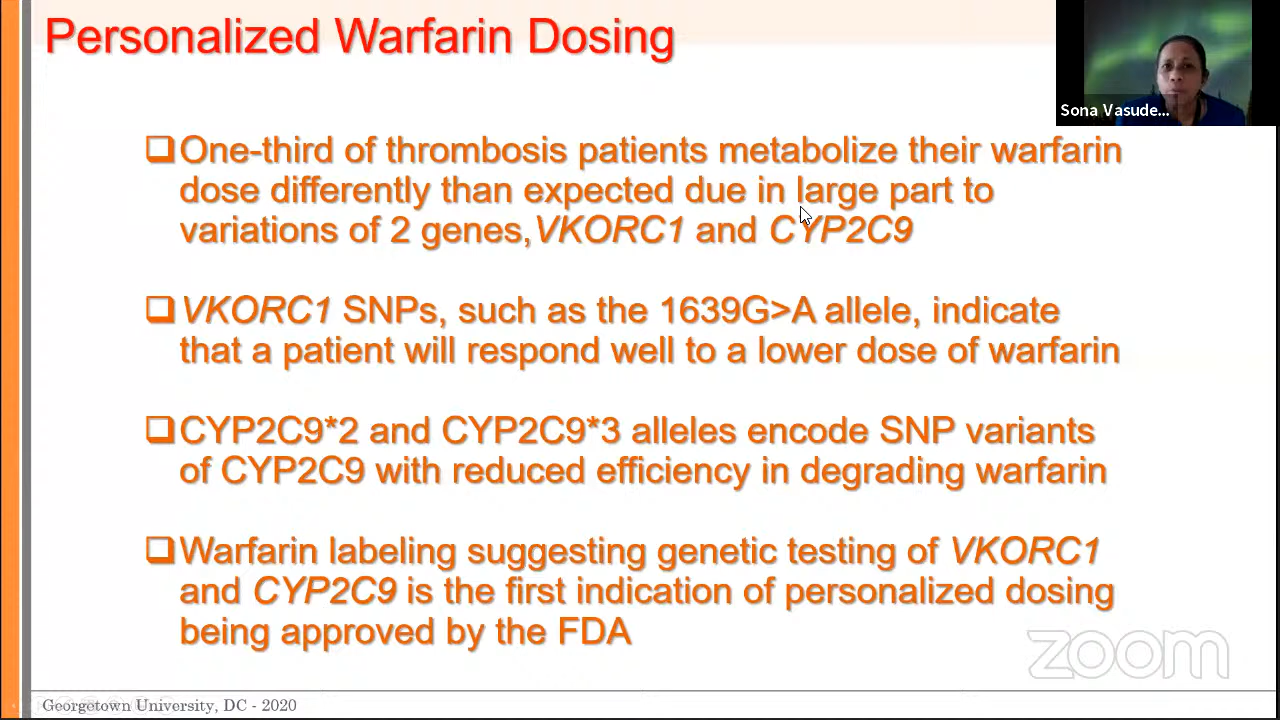 Personalized Warfarin Dosing
Sona Vasude...
One-third of thrombosis patients metabolize their warfarin
dose differently than expected due in large part to
variations of 2 genes,VKORC1 and CYP2C9
VKORC1 SNPs, such as the 1639G>A allele, indicate
that a patient will respond well to a lower dose of warfarin
CYP2C9*2 and CYP2C9*3 alleles encode SNP variants
of CYP2C9 with reduced efficiency in degrading warfarin
Warfarin labeling suggesting genetic testing of VKORC1
and CYP2C9 is the first indication of personalized dosing
being approved by the FDA
zoom
Georgetown University, DC - 2020